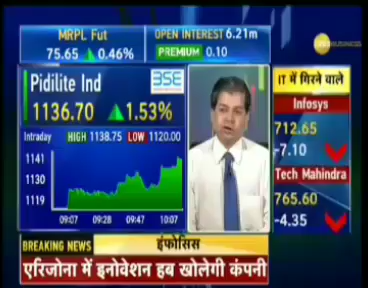 MRPL Fut
75.65 0.46%
OPEN INTEREST 6.21m
PREMIUM 0.10
ZEE BUSINESS
Pidilite Ind
BSE
1136.70 1.53%
Intraday HIGH 1138.75 LOW 1120.00
1141
1130
1119
09:07 09:28 09:47 10:07
IT में गिरने वाले
Infosys
712.65
-7.10
Tech Mahindra
765.60
-4.35
BREAKING NEWS
इंफोसिस
एरिजोना में इनोवेशन हब खोलेगी कंपनी